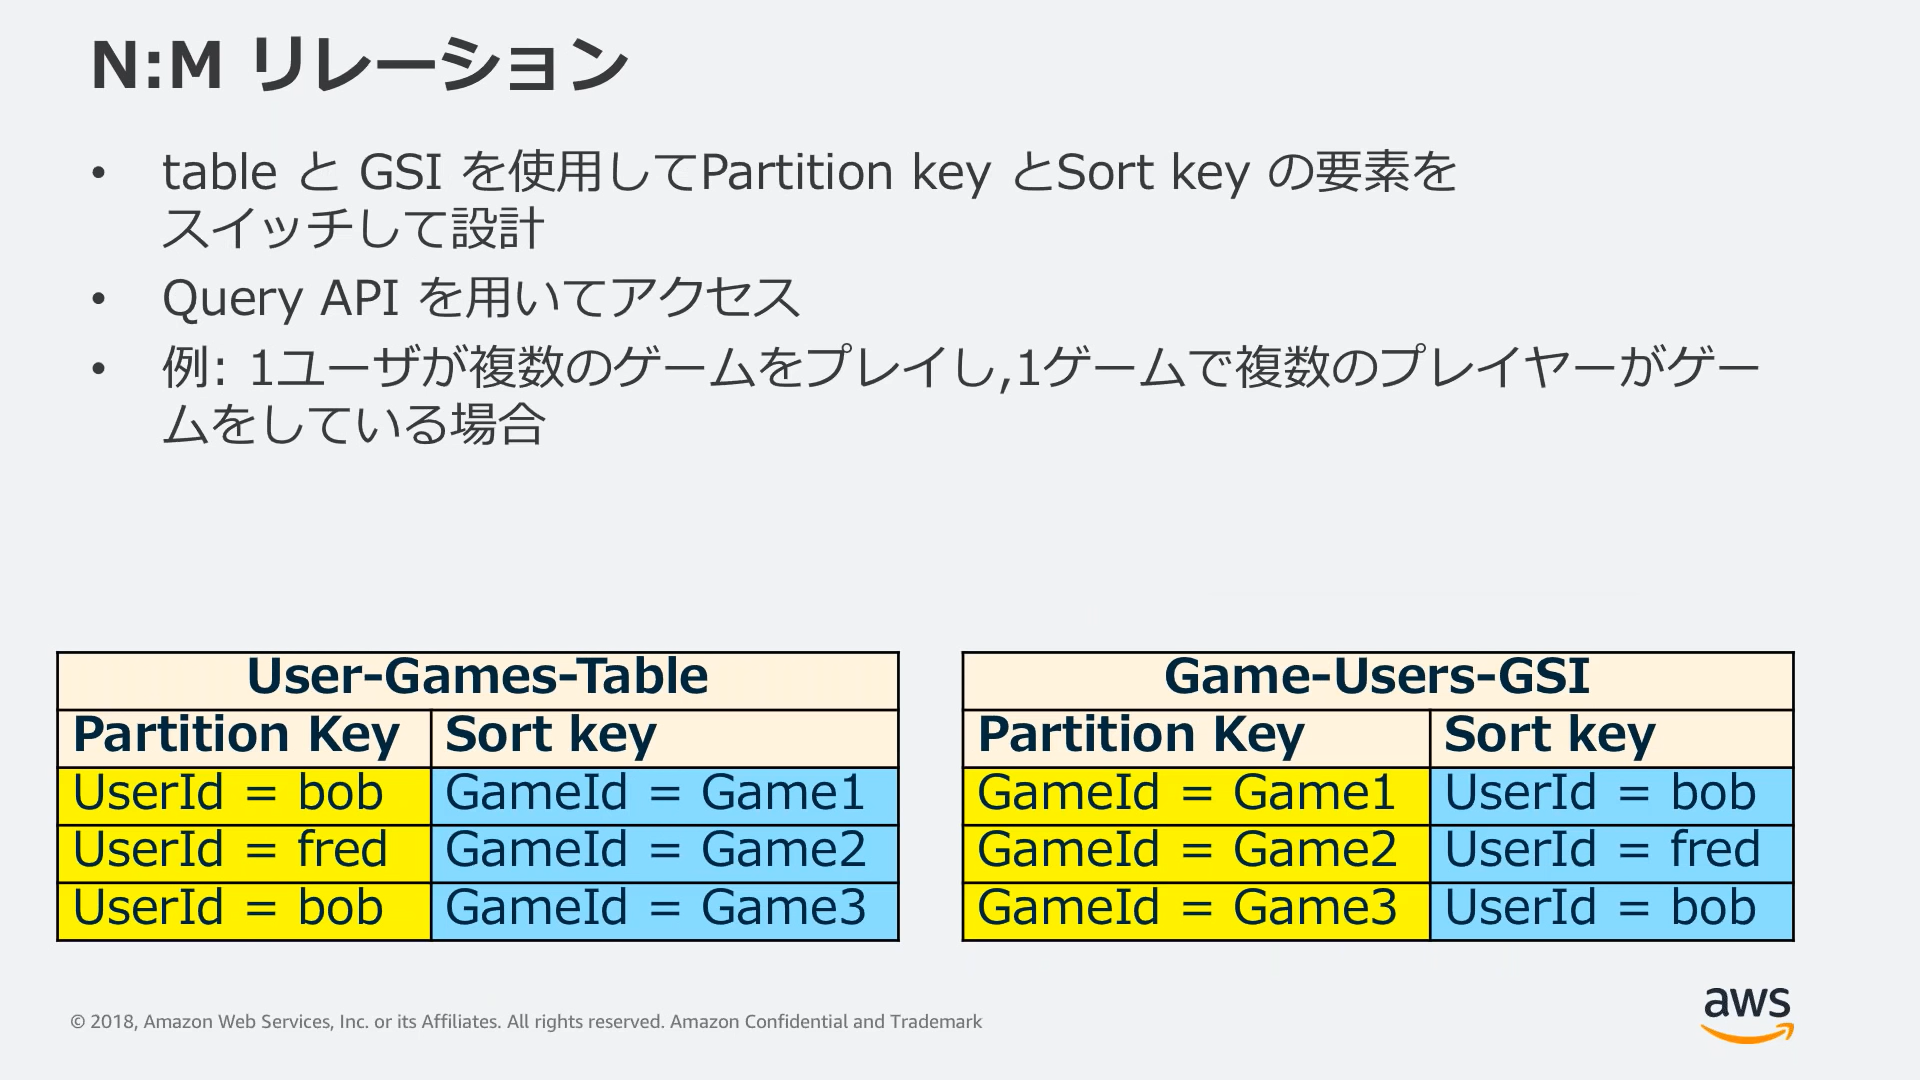 N:M リレーション
• table と GSI を使用してPartition key とSort key の要素を
スイッチして設計
• Query API を用いてアクセス
• 例: 1ユーザが複数のゲームをプレイし,1ゲームで複数のプレイヤーがゲー
ムをしている場合
User-Games-Table
Partition Key Sort key
UserId = bob GameId = Game1
UserId = fred GameId = Game2
UserId = bob GameId = Game3
Game-Users-GSI
Partition Key Sort key
GameId = Game1 UserId = bob
GameId = Game2 UserId = fred
GameId = Game3 UserId = bob
© 2018, Amazon Web Services, Inc. or its Affiliates. All rights reserved. Amazon Confidential and Trademark
aws